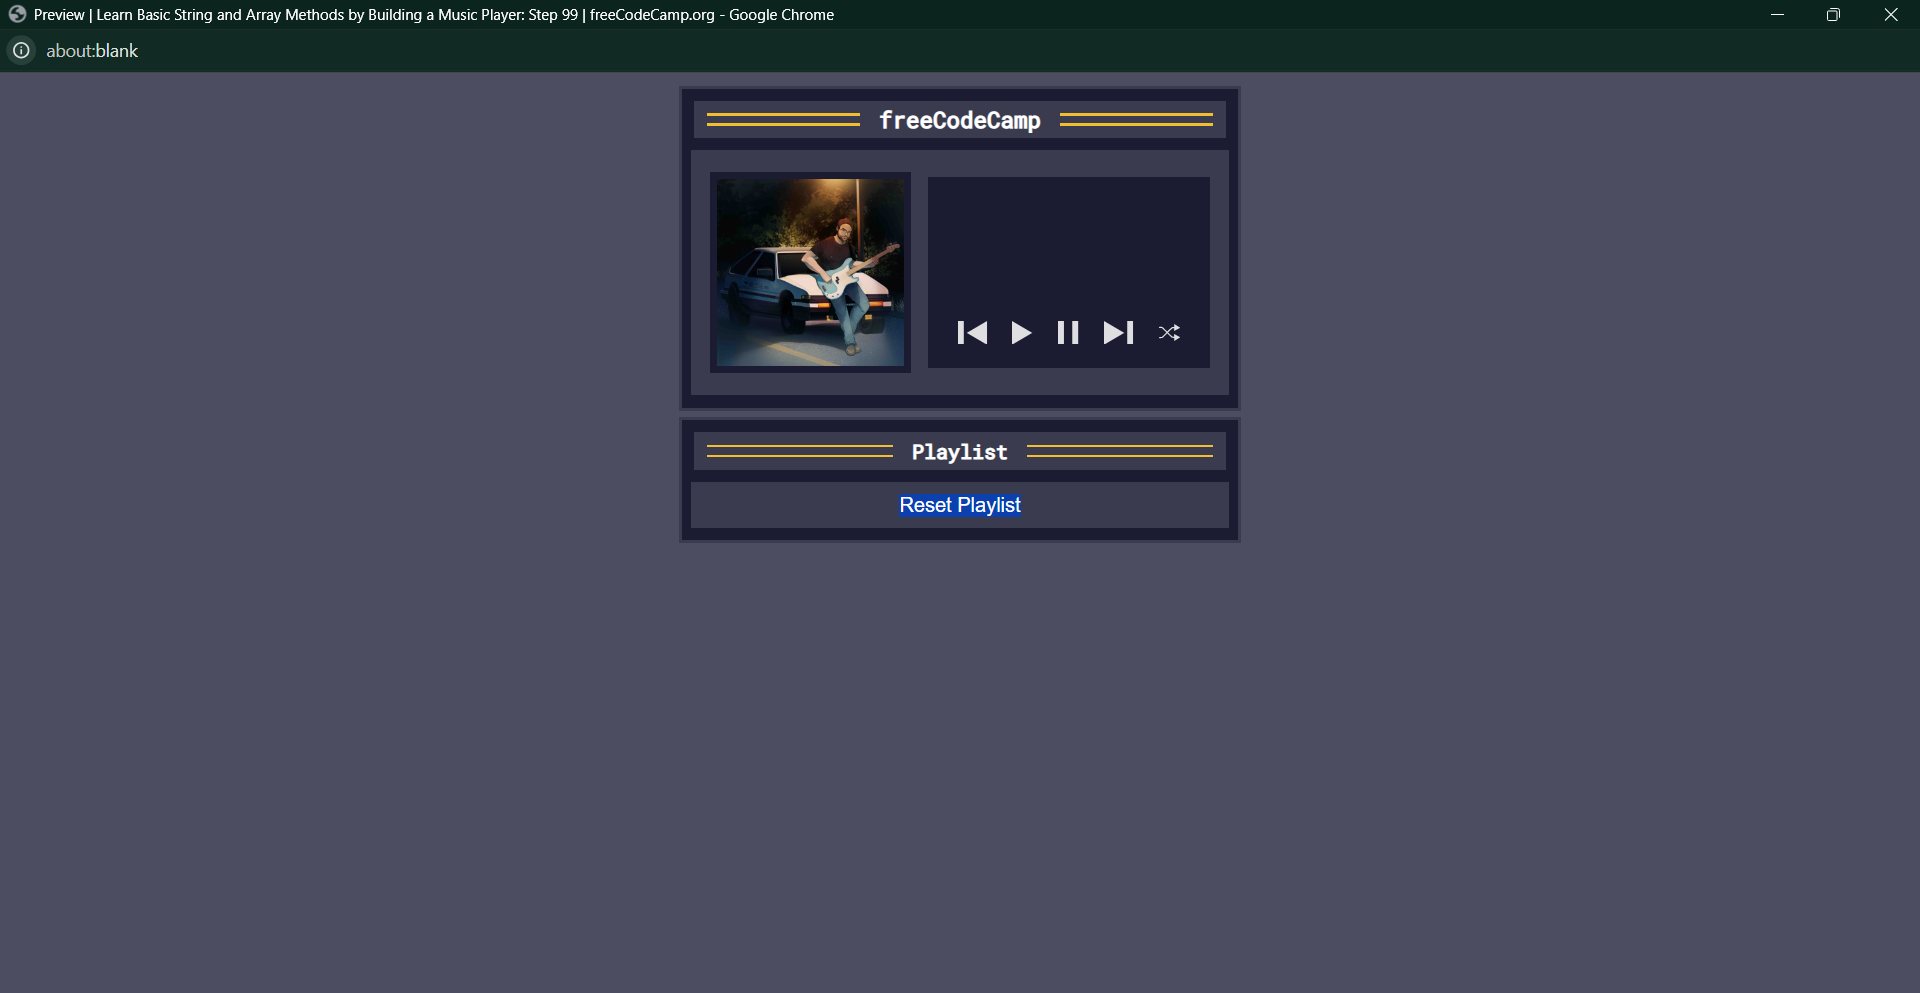 Preview | Learn Basic String and Array Methods by Building a Music Player: Step 99 | freeCodeCamp.org - Google Chrome
about:blank
freeCodeCamp
Playlist
Reset Playlist